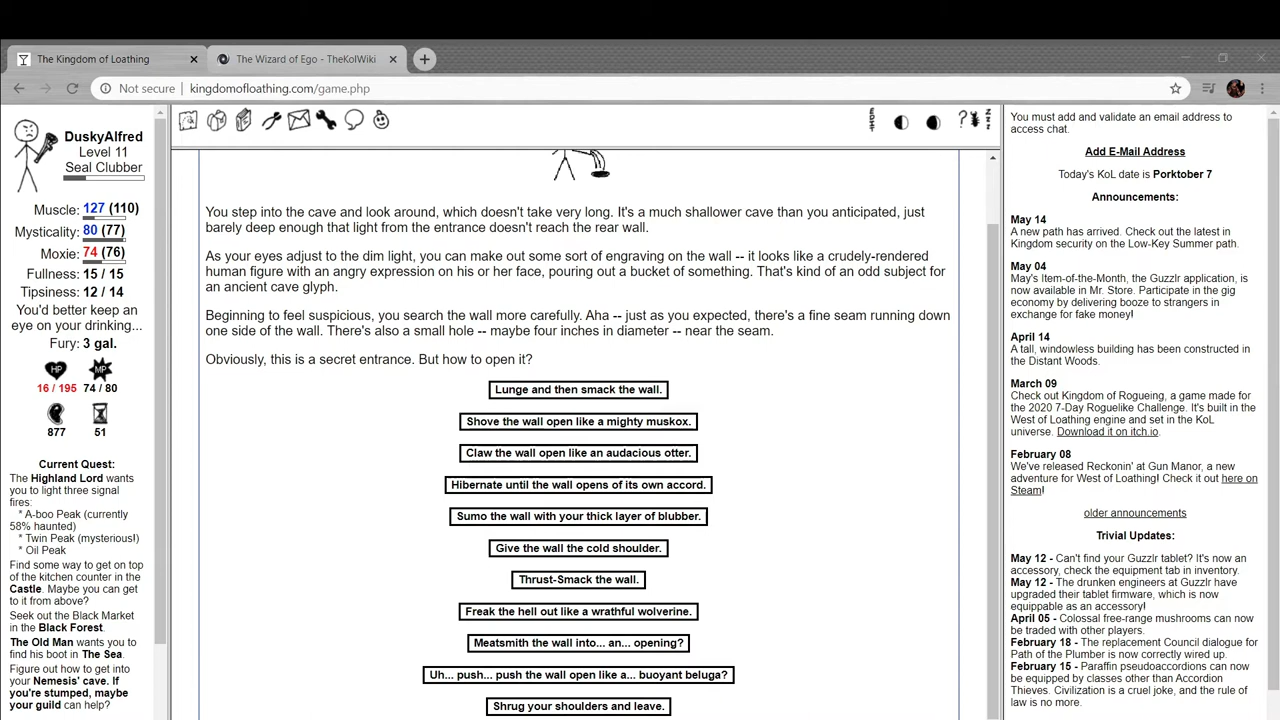 The Kingdom of Loathing
The Wizard of Ego - TheKolWiki
Not secure | kingdomofloathing.com/game.php
DuskyAlfred
Level 11
Seal Clubber
Muscle: 127 (110)
Mysticality: 80 (77)
Moxie: 74 (76)
Fullness: 15 / 15
Tipsiness: 12 / 14
You'd better keep an
eye on your drinking...
Fury: 3 gal.
HP MP
16 / 195 74 / 80
877 51
Current Quest:
The Highland Lord wants
you to light three signal
fires:
* A-boo Peak (currently
58% haunted)
* Twin Peak (mysterious!)
* Oil Peak
Find some way to get on top
of the kitchen counter in the
Castle. Maybe you can get
to it from above?
Seek out the Black Market
in the Black Forest.
The Old Man wants you to
find his boot in The Sea.
Figure out how to get into
your Nemesis' cave. If
you're stumped, maybe
your guild can help?
EDIT
? z z z
You step into the cave and look around, which doesn't take very long. It's a much shallower cave than you anticipated, just
barely deep enough that light from the entrance doesn't reach the rear wall.
As your eyes adjust to the dim light, you can make out some sort of engraving on the wall -- it looks like a crudely-rendered
human figure with an angry expression on his or her face, pouring out a bucket of something. That's kind of an odd subject for
an ancient cave glyph.
Beginning to feel suspicious, you search the wall more carefully. Aha -- just as you expected, there's a fine seam running down
one side of the wall. There's also a small hole -- maybe four inches in diameter -- near the seam.
Obviously, this is a secret entrance. But how to open it?
Lunge and then smack the wall.
Shove the wall open like a mighty muskox.
Claw the wall open like an audacious otter.
Hibernate until the wall opens of its own accord.
Sumo the wall with your thick layer of blubber.
Give the wall the cold shoulder.
Thrust-Smack the wall.
Freak the hell out like a wrathful wolverine.
Meatsmith the wall into... an... opening?
Uh... push... push the wall open like a... buoyant beluga?
Shrug your shoulders and leave.
You must add and validate an email address to
access chat.
Add E-Mail Address
Today's KoL date is Porktober 7
Announcements:
May 14
A new path has arrived. Check out the latest in
Kingdom security on the Low-Key Summer path.
May 04
May's Item-of-the-Month, the Guzzlr application, is
now available in Mr. Store. Participate in the gig
economy by delivering booze to strangers in
exchange for fake money!
April 14
A tall, windowless building has been constructed in
the Distant Woods.
March 09
Check out Kingdom of Rogueing, a game made for
the 2020 7-Day Roguelike Challenge. It's built in the
West of Loathing engine and set in the KoL
universe. Download it on itch.io.
February 08
We've released Reckonin' at Gun Manor, a new
adventure for West of Loathing! Check it out here on
Steam!
older announcements
Trivial Updates:
May 12 - Can't find your Guzzlr tablet? It's now an
accessory, check the equipment tab in inventory.
May 12 - The drunken engineers at Guzzlr have
upgraded their tablet firmware, which is now
equippable as an accessory!
April 05 - Colossal free-range mushrooms can now
be traded with other players.
February 18 - The replacement Council dialogue for
Path of the Plumber is now correctly wired up.
February 15 - Paraffin pseudoaccordions can now
be equipped by classes other than Accordion
Thieves. Civilization is a cruel joke, and the rule of
law is no more.